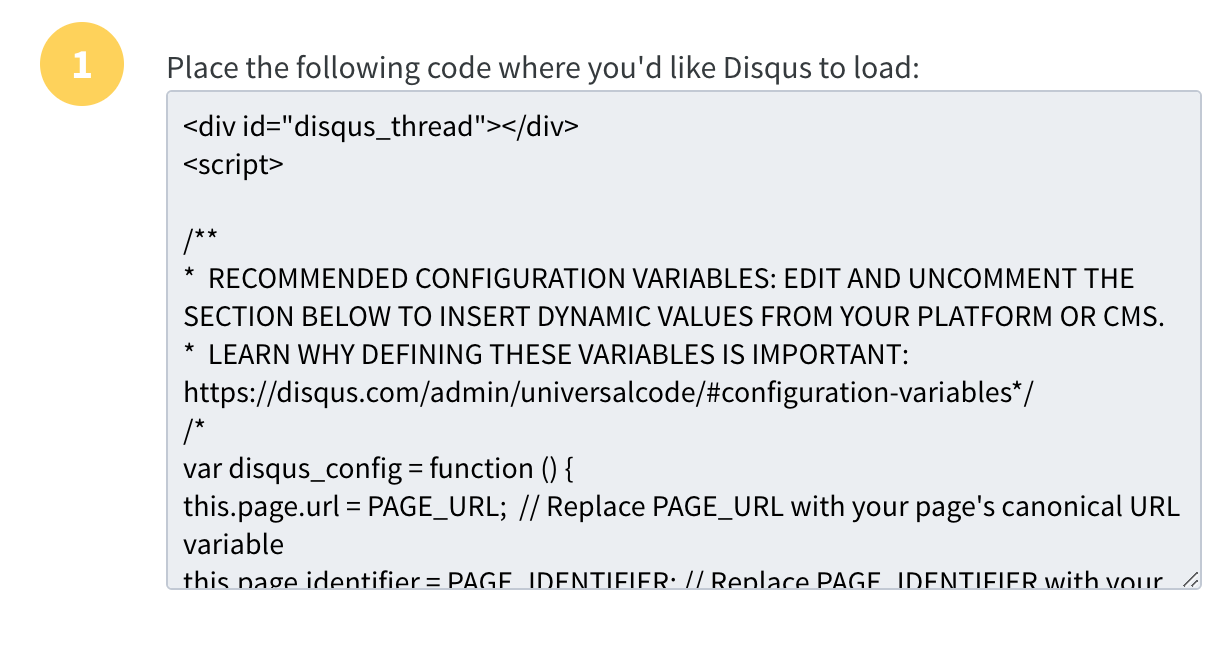 1
Place the following code where you'd like Disqus to load:
<div id="disqus_thread"></div>
<script>
/**
*  RECOMMENDED CONFIGURATION VARIABLES: EDIT AND UNCOMMENT THE
SECTION BELOW TO INSERT DYNAMIC VALUES FROM YOUR PLATFORM OR CMS.
*  LEARN WHY DEFINING THESE VARIABLES IS IMPORTANT:
https://disqus.com/admin/universalcode/#configuration-variables*/
/*
var disqus_config = function () {
this.page.url = PAGE_URL;  // Replace PAGE_URL with your page's canonical URL
variable
this.page.identifier = PAGE_IDENTIFIER; // Replace PAGE_IDENTIFIER with your